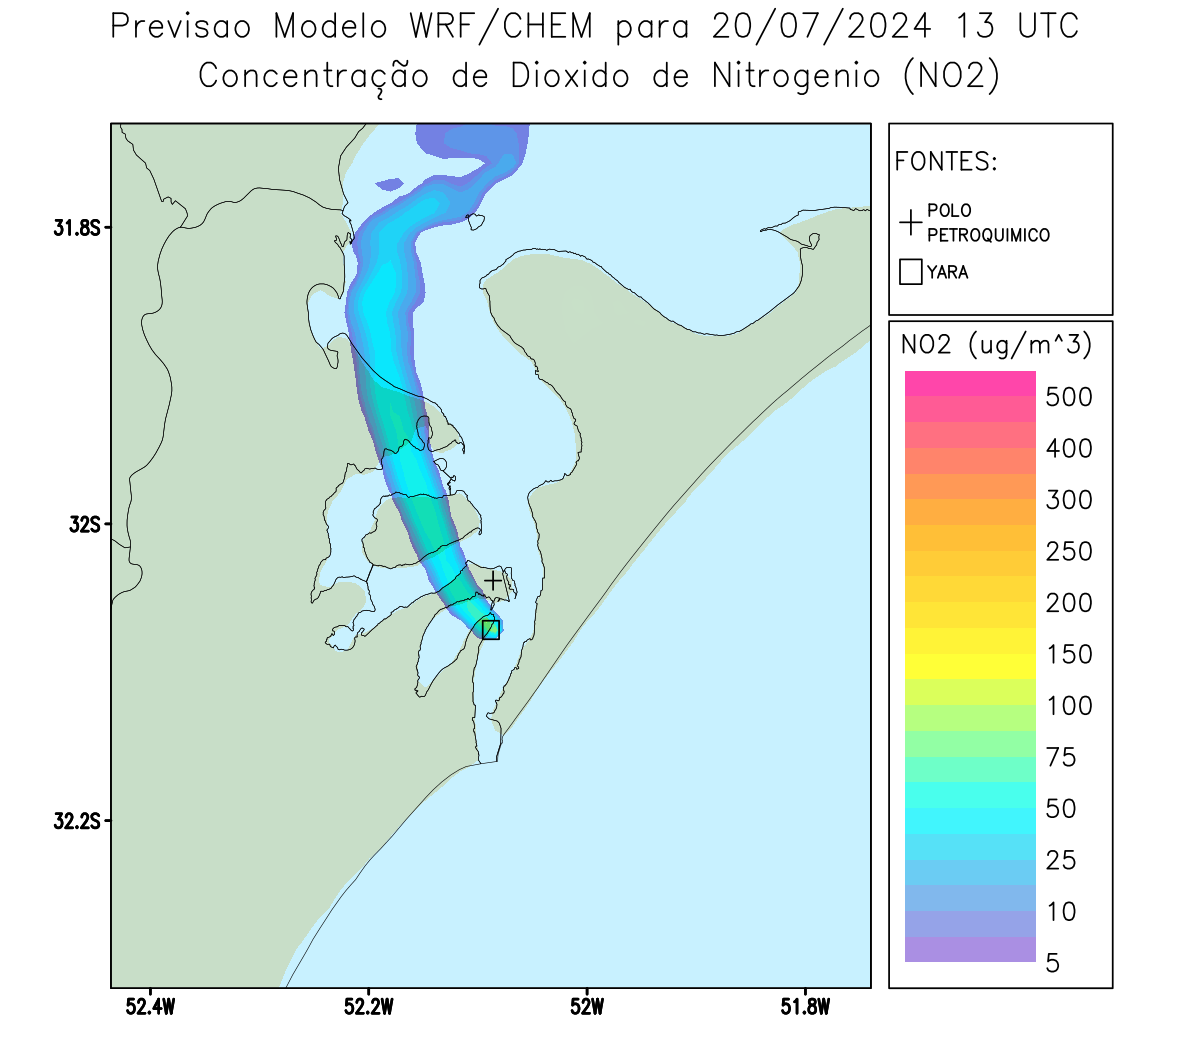 Previsao Modelo WRF/CHEM para 20/07/2024 13 UTC
Concentração de Dioxido de Nitrogenio (NO2)
FONTES:
POLO
PETROQUIMICO
YARA
31.8S
32S
32.2S
52.4W
52.2W
52W
51.8W
NO2 (ug/m^3)
500
400
300
250
200
150
100
75
50
25
10
5